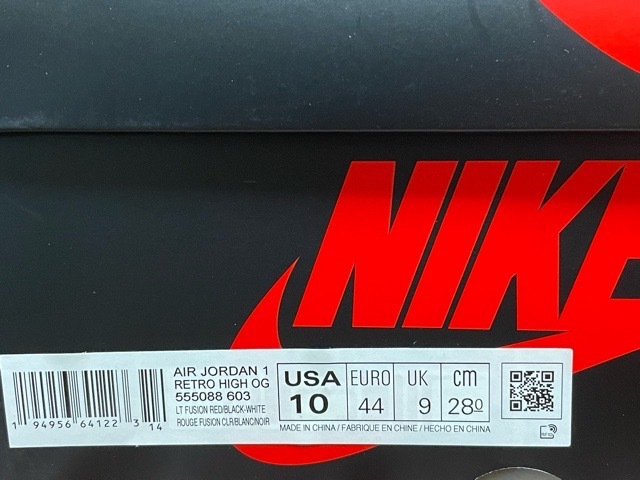 NIKE
AIR JORDAN 1
RETRO HIGH OG
555088 603
LT FUSION RED/BLACK-WHITE
ROUGE FUSION CLR/BLANC/NOIR
USA EURO UK cm
10 44 9 280
MADE IN CHINA / FABRIQUE EN CHINE / HECHO EN CHINA
1 94956 64122 3 14
RFID